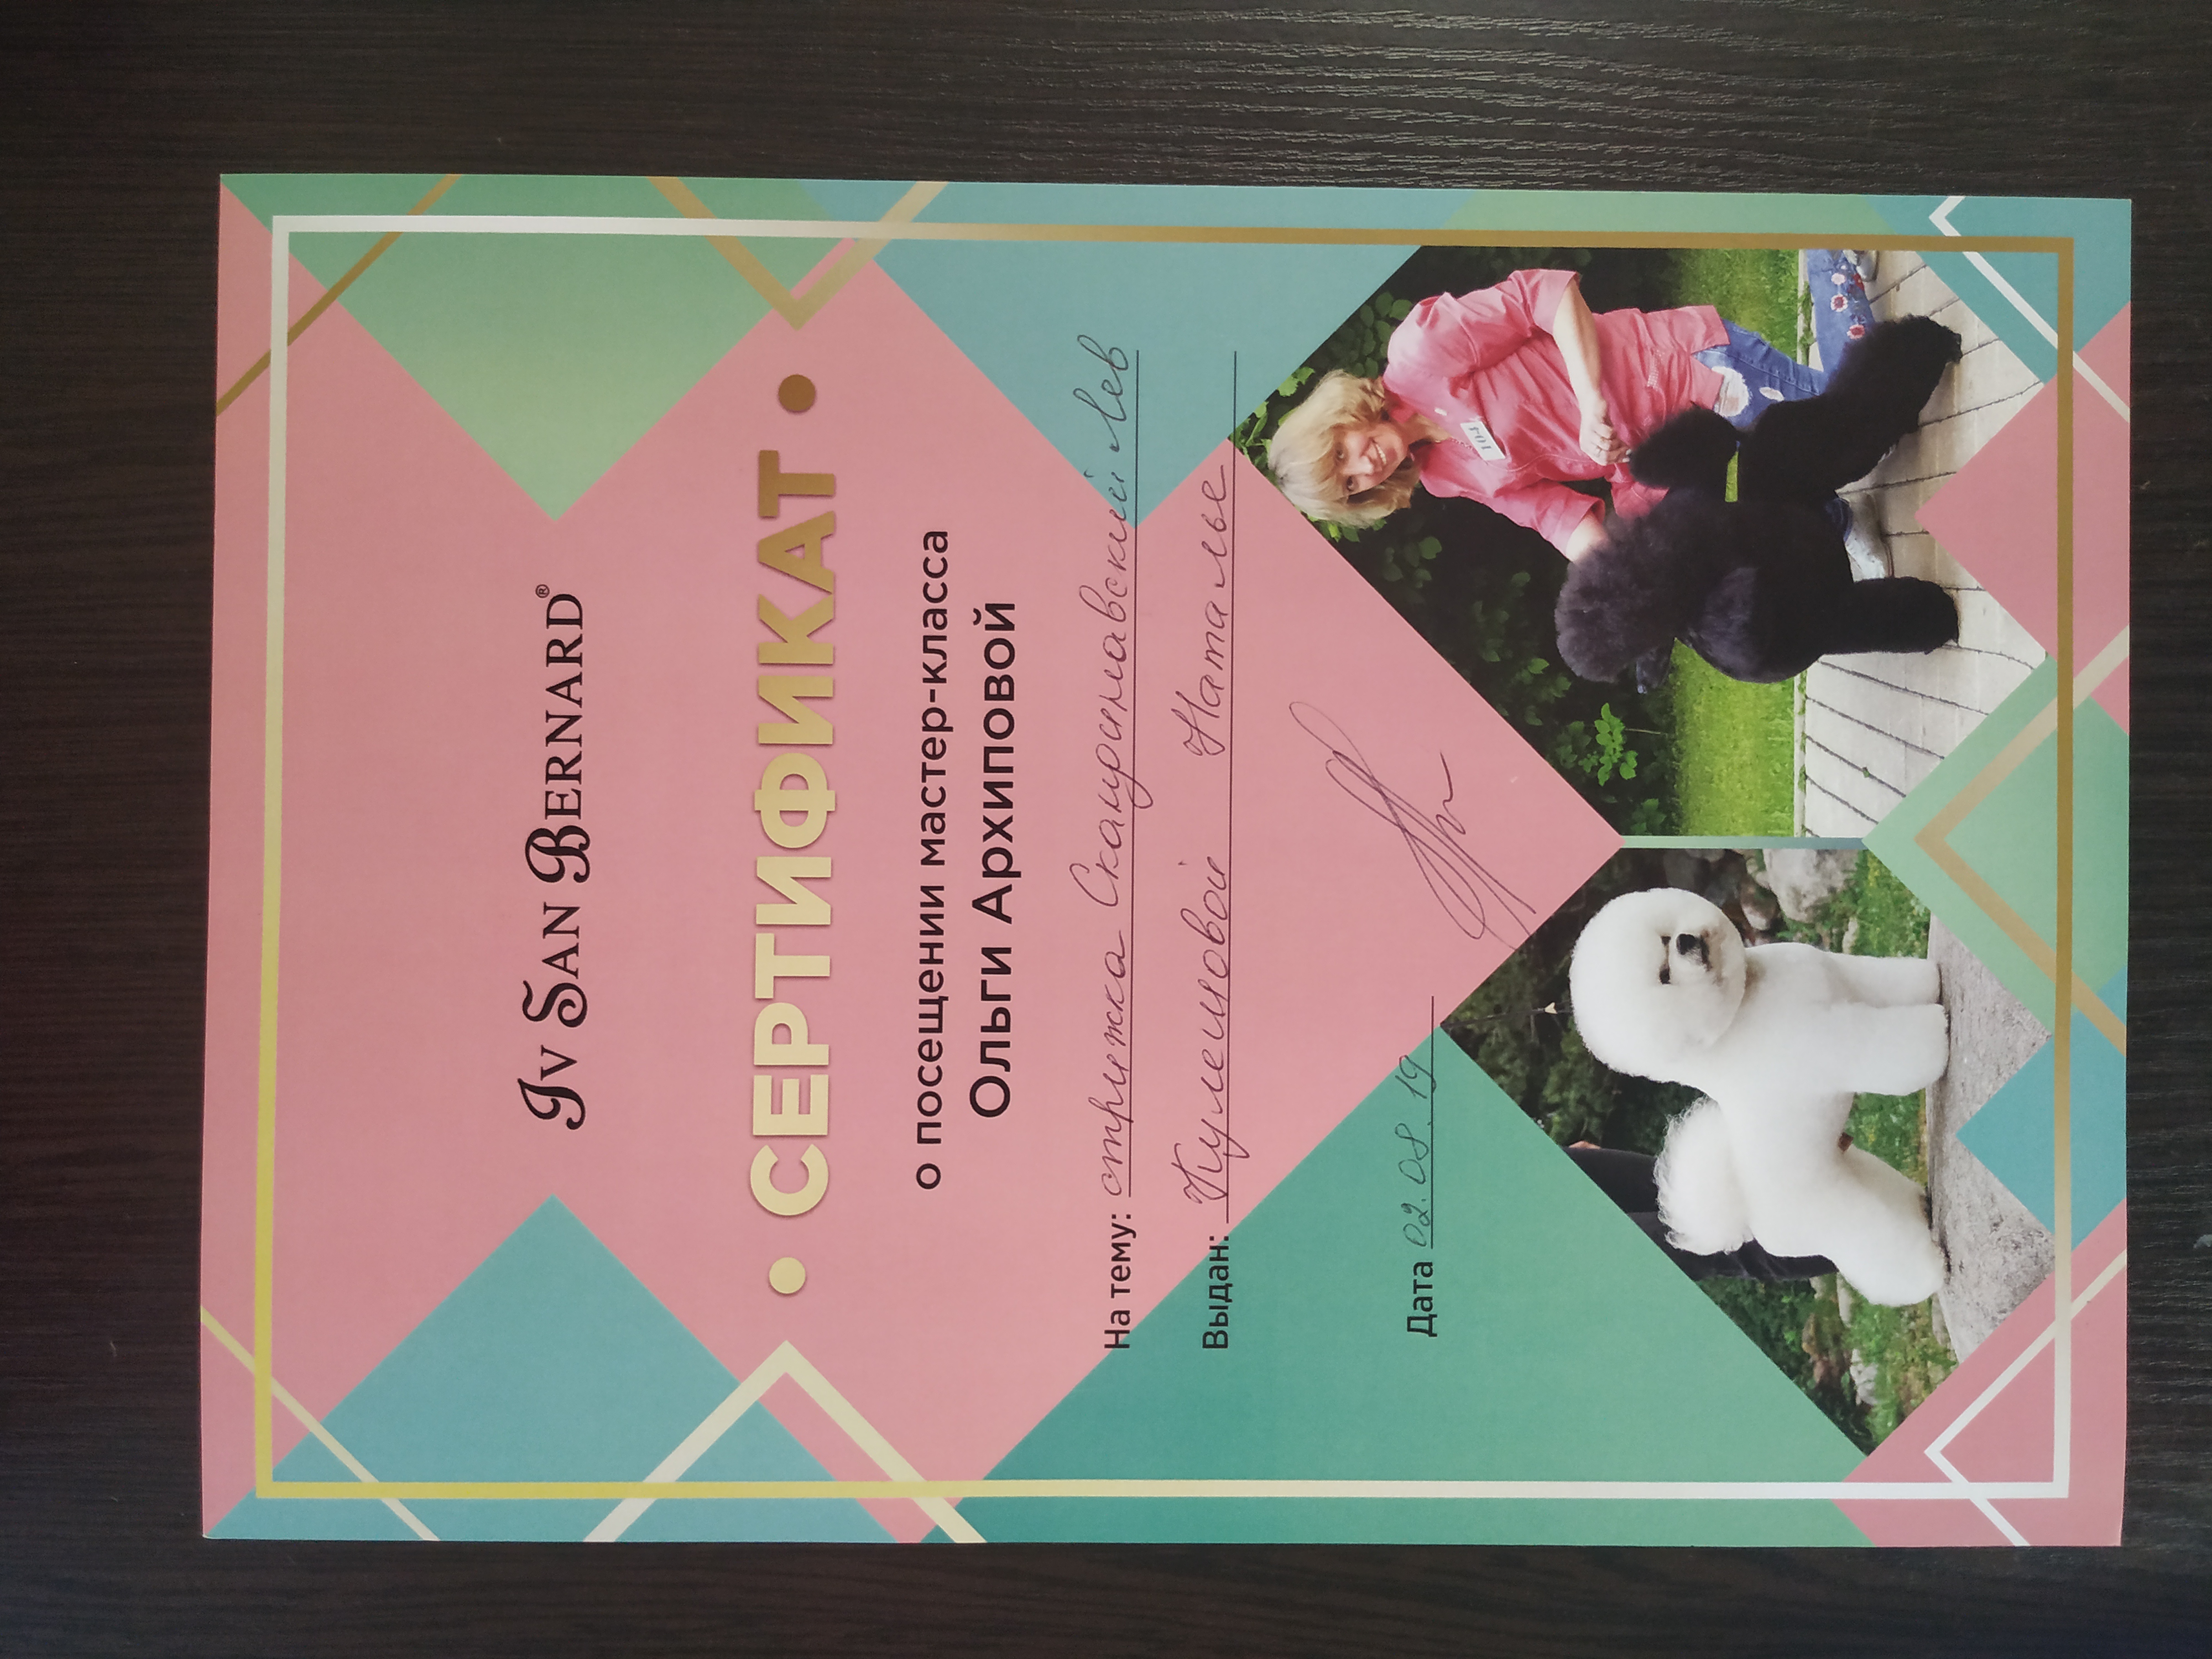 Iv San Bernard®
• СЕРТИФИКАТ •
о посещении мастер-класса
Ольги Архиповой
На тему: стрижка Скандинавский Лев
Выдан: Кулешовой Наталье
Дата 02.08.19
104